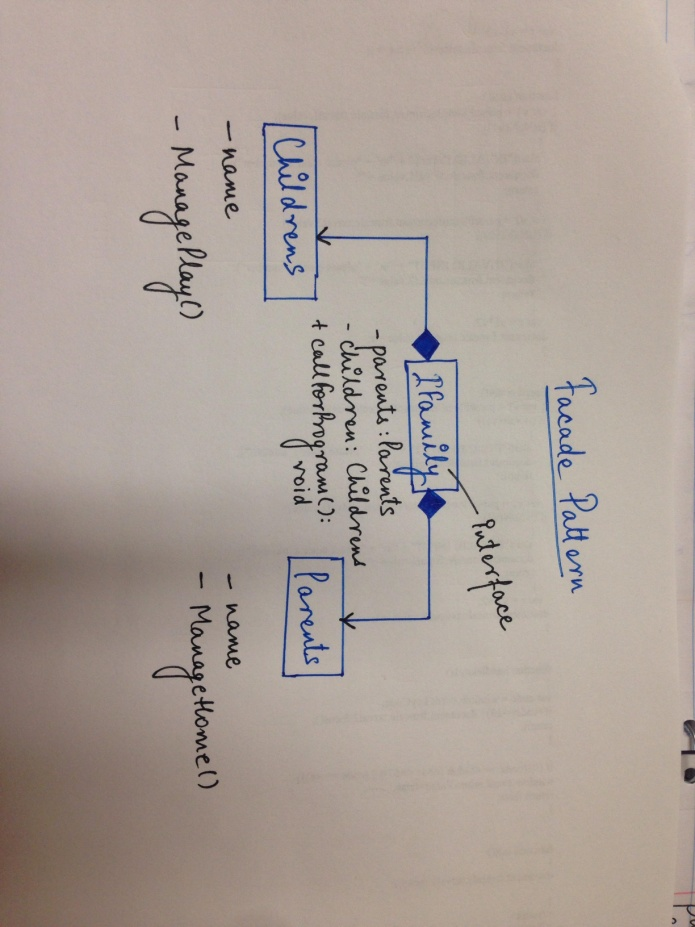 Facade Pattern
Interface
IFamily
- parents: Parents
- children: Childrens
+ callForProgram():
void
Childrens
- name
- ManagePlay()
Parents
- name
- ManageHome()